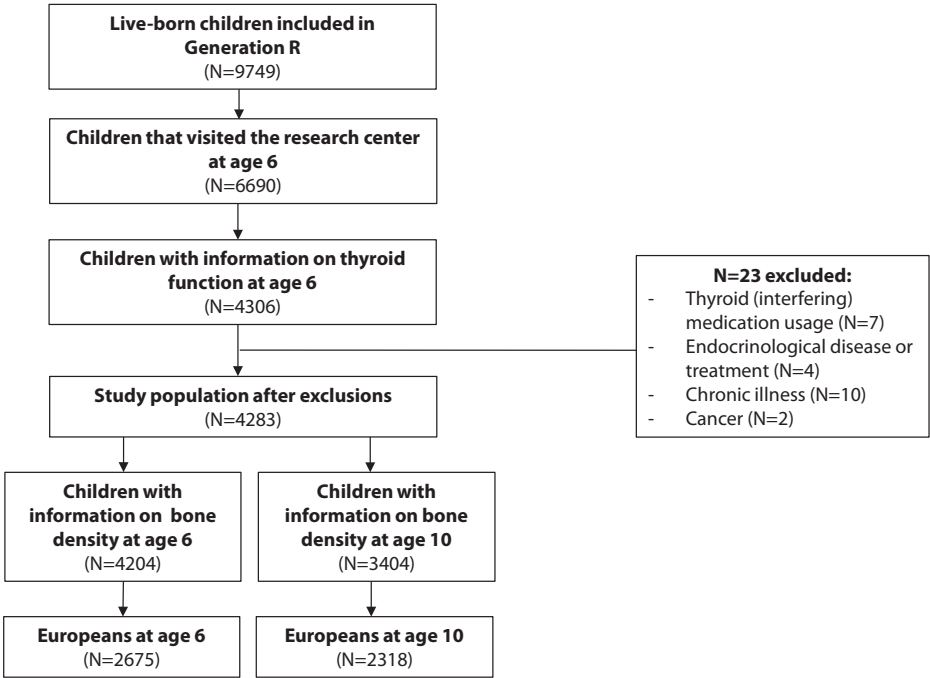 Live-born children included in
Generation R
(N=9749)
Children that visited the research center
at age 6
(N=6690)
Children with information on thyroid
function at age 6
(N=4306)
N=23 excluded:
- Thyroid (interfering)
medication usage (N=7)
- Endocrinological disease or
treatment (N=4)
- Chronic illness (N=10)
- Cancer (N=2)
Study population after exclusions
(N=4283)
Children with
information on bone
density at age 6
(N=4204)
Children with
information on bone
density at age 10
(N=3404)
Europeans at age 6
(N=2675)
Europeans at age 10
(N=2318)